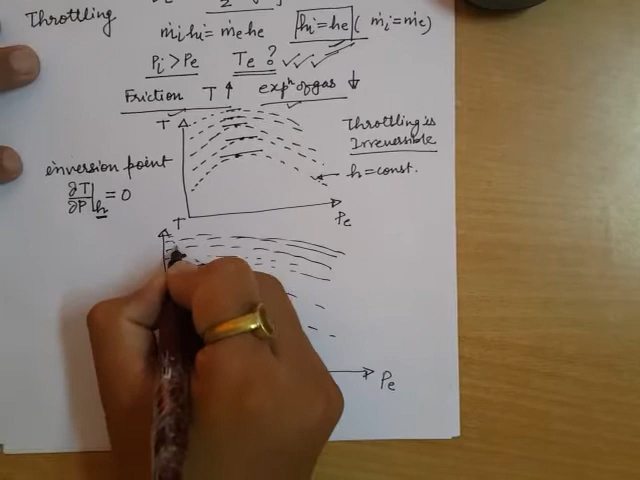 Throttling
ṁᵢhᵢ = ṁₑhₑ   hᵢ = hₑ ( ṁᵢ = ṁₑ )
Pᵢ > Pₑ   Tₑ ? ✓✓✓
Friction T ↑   expⁿ of gas ↓
T
Throttling is
Irreversible
inversion point
∂T/∂P|ₕ = 0
h = const.
Pₑ
T
Pₑ